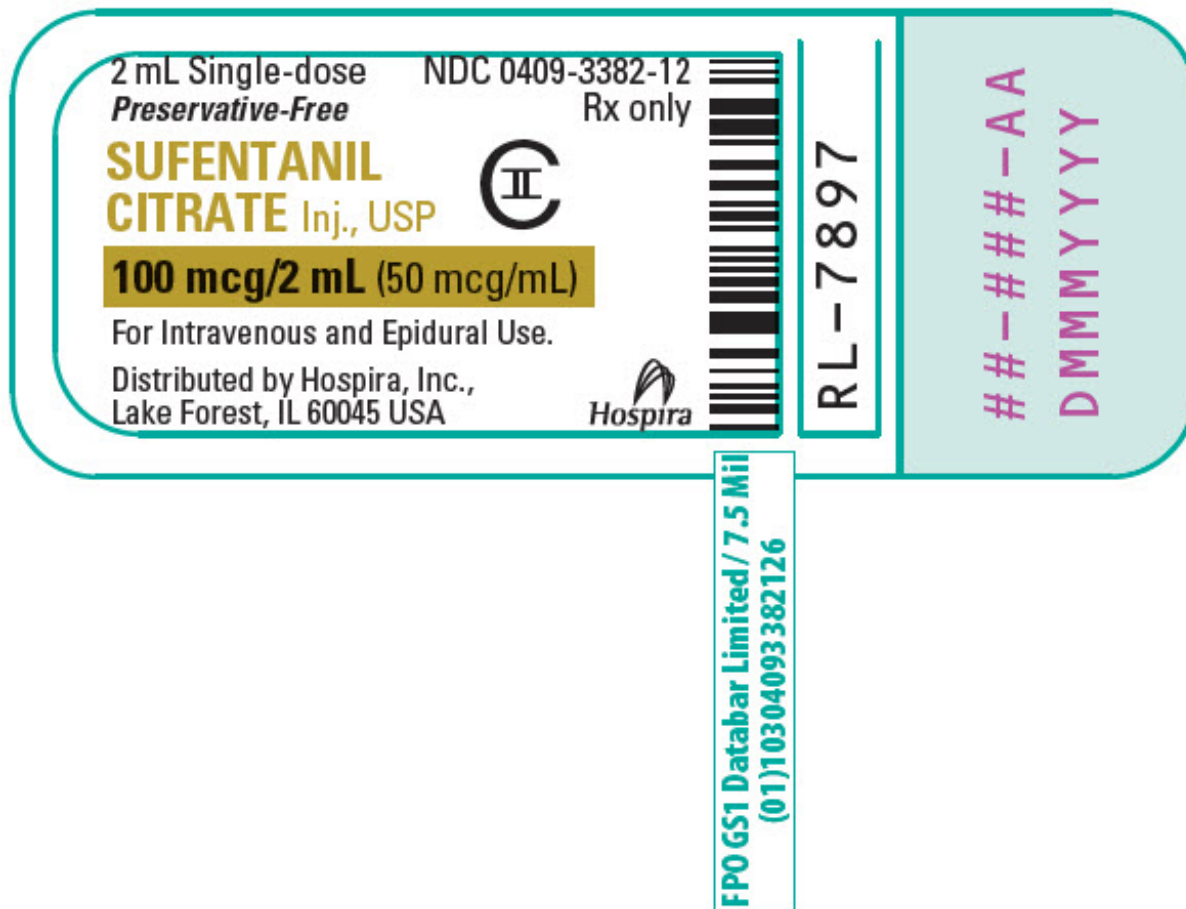 2 mL Single-dose NDC 0409-3382-12
Preservative-Free Rx only
SUFENTANIL
CITRATE Inj., USP
CII
100 mcg/2 mL (50 mcg/mL)
For Intravenous and Epidural Use.
Distributed by Hospira, Inc.,
Lake Forest, IL 60045 USA
Hospira
RL-7897
##-###-AA
DMMMYYYY
FPO GS1 Databar Limited / 7.5 Mil
(01)10304093382126